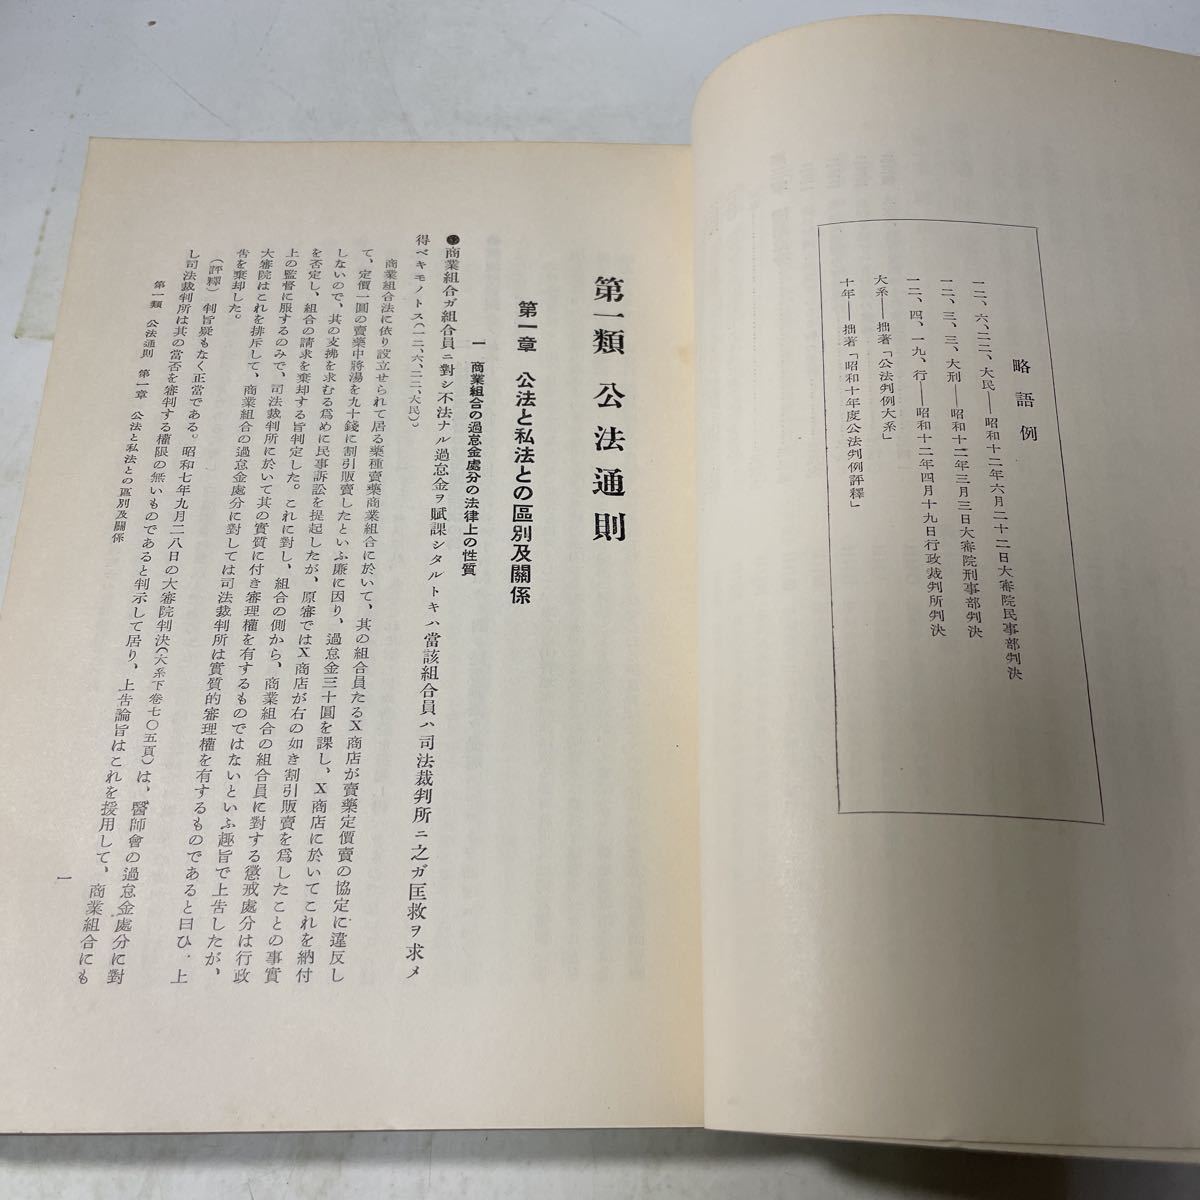 略語例
一二、六、二二、大民――昭和十二年六月二十二日大審院民事部判決
一二、三、三、大刑――昭和十二年三月三日大審院刑事部判決
一二、四、一九、行――昭和十二年四月十九日行政裁判所判決
大系――拙著「公法判例大系」
十年――拙著「昭和十年度公法判例評釋」
第一類 公法通則
第一章 公法と私法との區別及關係
一 商業組合の過怠金處分の法律上の性質
商業組合ガ組合員ニ對シ不法ナル過怠金ヲ賦課シタルトキハ當該組合員ハ司法裁判所ニ之ガ匡救ヲ求メ
得ベキモノトス(一二、六、二二、大民)。
商業組合法に依り設立せられて居る藥種賣藥商業組合に於いて、其の組合員たるX商店が賣藥定價賣の協定に違反し
て、定價一圓の賣藥中將湯を九十錢に割引販賣したといふ廉に因り、過怠金三十圓を課し、X商店に於いてこれを納付
しないので、其の支拂を求むる爲めに民事訴訟を提起したが、原審ではX商店が右の如き割引販賣を爲したことの事實
を否定し、組合の請求を棄却する旨判定した。これに對し、組合の側から、商業組合の組合員に對する懲戒處分は行政
上の監督に服するのみで、司法裁判所に於いて其の實質に付き審理權を有するものではないといふ趣旨で上吿したが、
大審院はこれを排斥して、商業組合の過怠金處分に對しては司法裁判所は實質的審理權を有するものであると曰ひ、上
吿を棄却した。
(評釋) 判旨疑もなく正當である。昭和七年九月二八日の大審院判決(大系下卷七〇五頁)は、醫師會の過怠金處分に對
し司法裁判所は其の當否を審判する權限の無いものであると判示して居り、上吿論旨はこれを援用して、商業組合にも
第一類 公法通則 第一章 公法と私法との區別及關係
一